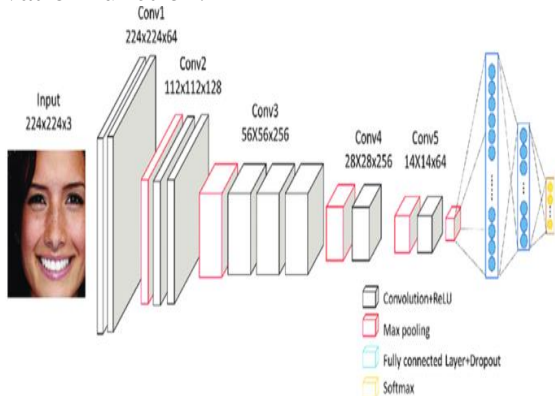 Conv1
224x224x64
Conv2
112x112x128
Input
224x224x3
Conv3
56X56x256
Conv4
28X28x256
Conv5
14X14x64
Convolution+ReLU
Max pooling
Fully connected Layer+Dropout
Softmax